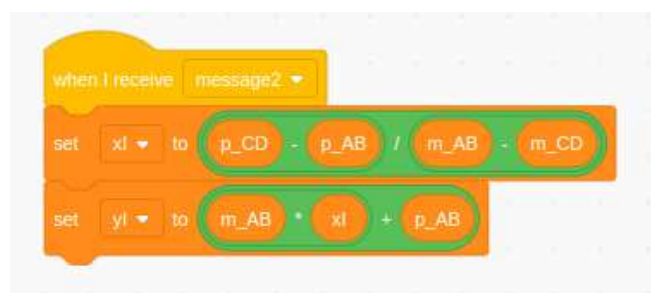 when I receive message2
set xI to p_CD - p_AB / m_AB - m_CD
set yI to m_AB * xI + p_AB